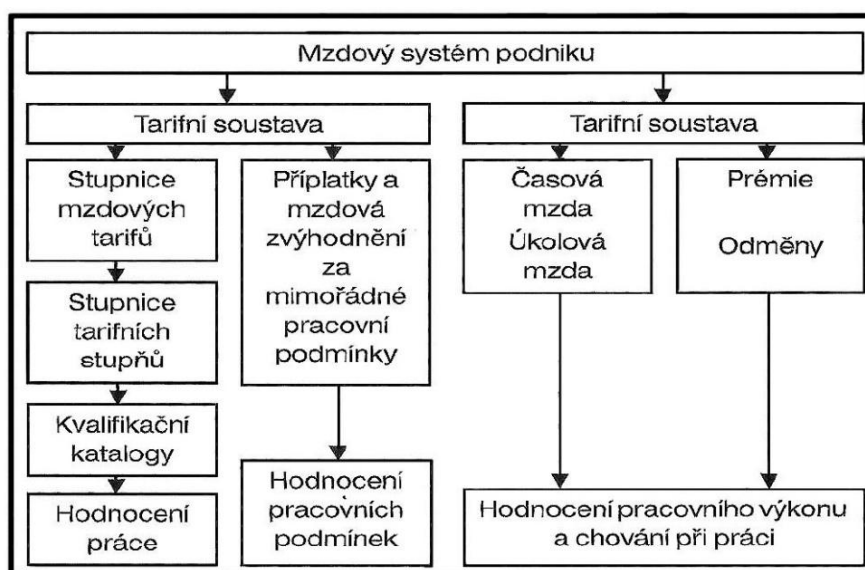 Mzdový systém podniku
Tarifní soustava
Tarifní soustava
Stupnice
mzdových
tarifů
Příplatky a
mzdová
zvýhodnění
za
mimořádné
pracovní
podmínky
Časová
mzda
Úkolová
mzda
Prémie
Odměny
Stupnice
tarifních
stupňů
Kvalifikační
katalogy
Hodnocení
práce
Hodnocení
pracovních
podmínek
Hodnocení pracovního výkonu
a chování při práci